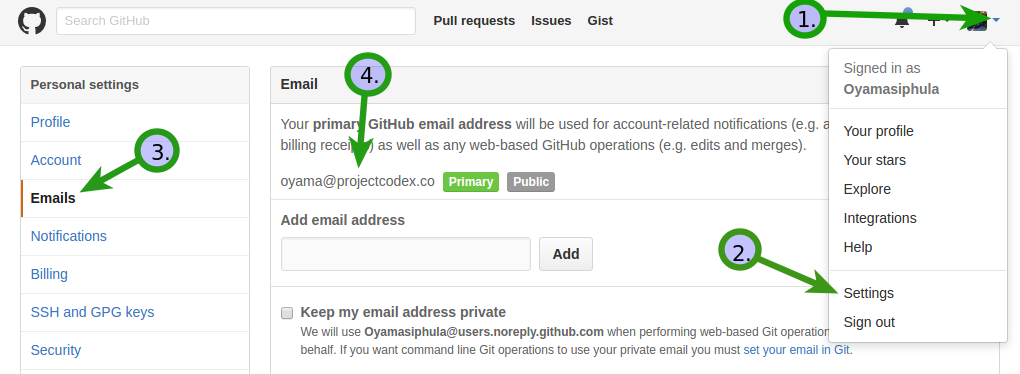 Search GitHub
Pull requests
Issues
Gist
1.
Signed in as
Oyamasiphula
Your profile
Your stars
Explore
Integrations
Help
2.
Settings
Sign out
Personal settings
Profile
Account
3.
Emails
Notifications
Billing
SSH and GPG keys
Security
4.
Email
Your primary GitHub email address will be used for account-related notifications (e.g.
billing as well as any web-based GitHub operations (e.g. edits and merges).
oyama@projectcodex.co Primary Public
Add email address
Add
Keep my email address private
We will use Oyamasiphula@users.noreply.github.com when performing web-based Git
behalf. If you want command line Git operations to use your private email you must set your email in Git.